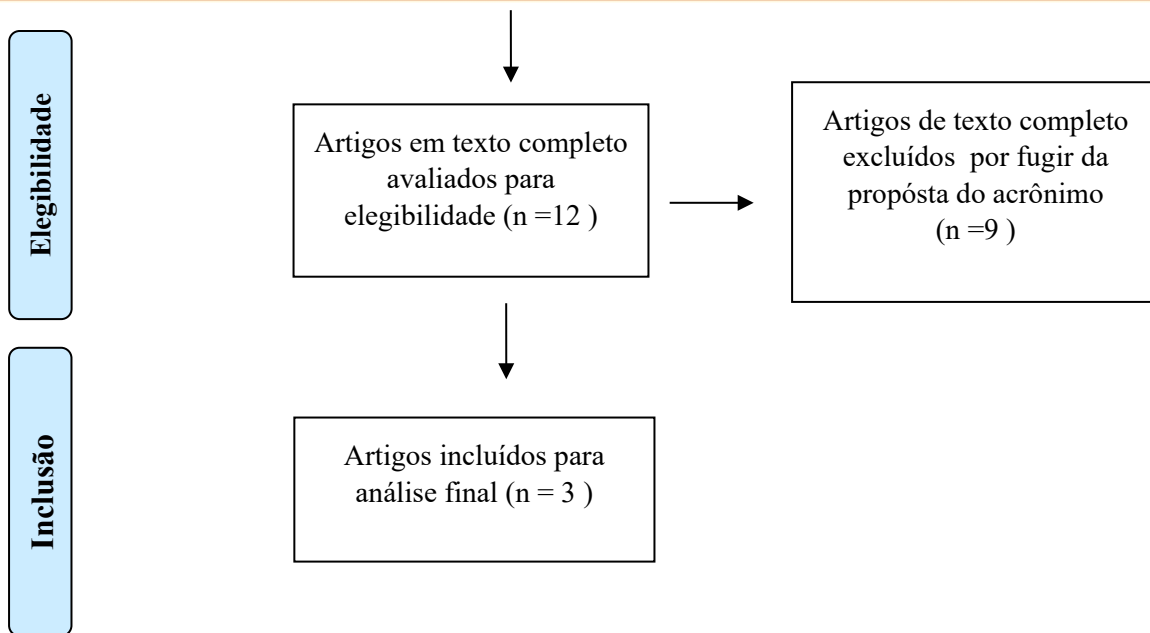 Elegibilidade
Artigos em texto completo
avaliados para
elegibilidade (n =12 )
Artigos de texto completo
excluídos  por fugir da
propósta do acrônimo
(n =9 )
Inclusão
Artigos incluídos para
análise final (n = 3 )